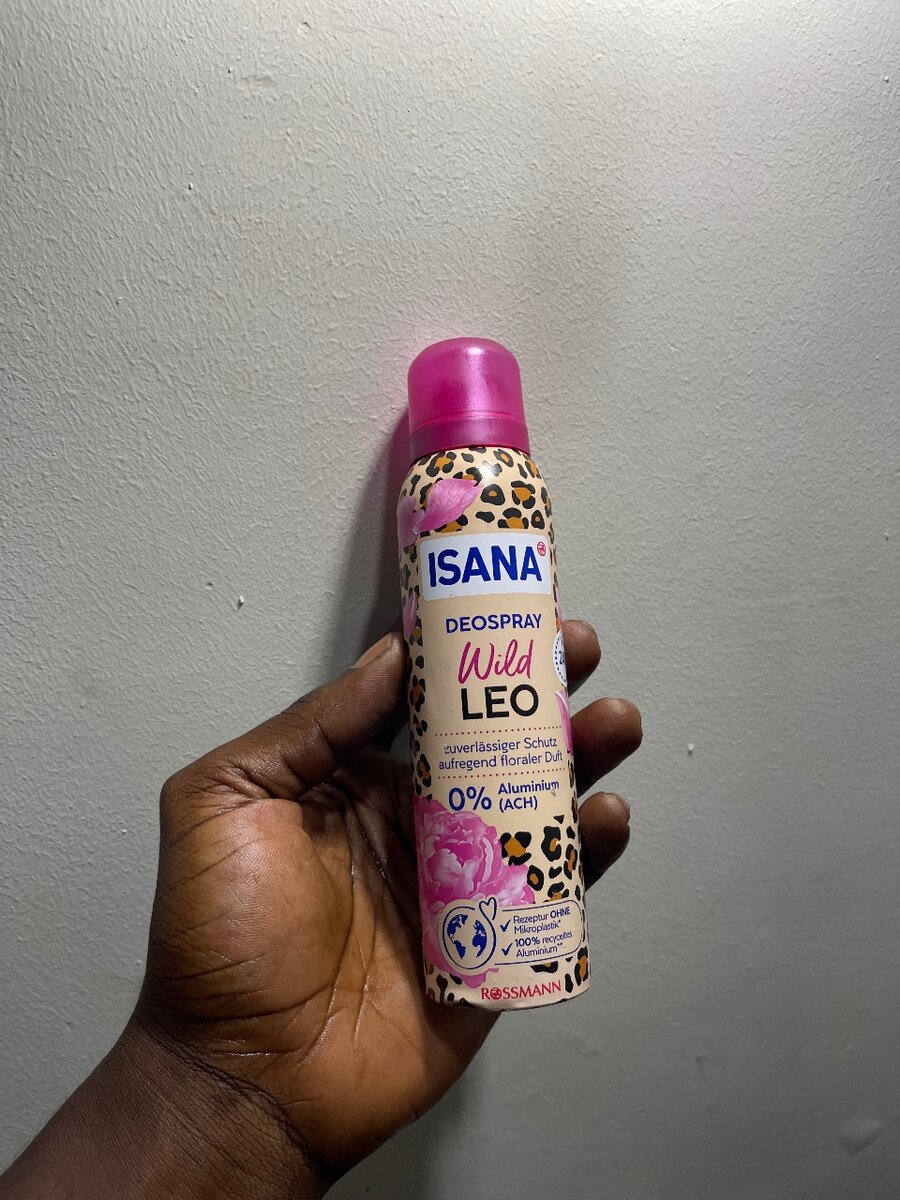 ISANA
DEOSPRAY
Wild
LEO
zuverlässiger Schutz
aufregend floraler Duft
0% Aluminium
(ACH)
✓ Rezeptur OHNE
Mikroplastik*
✓ 100% recyceltes
Aluminium**
ROSSMANN